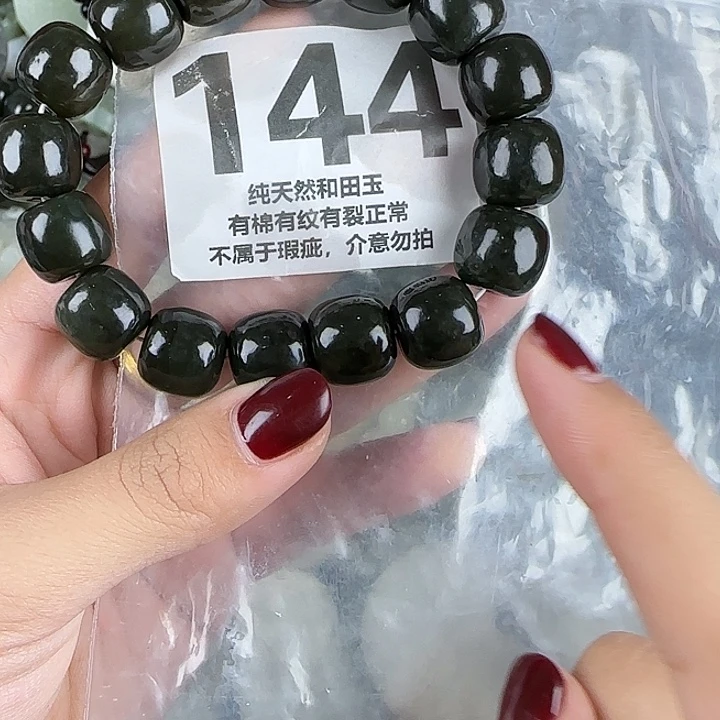 144
纯天然和田玉
有棉有纹有裂正常
不属于瑕疵，介意勿拍